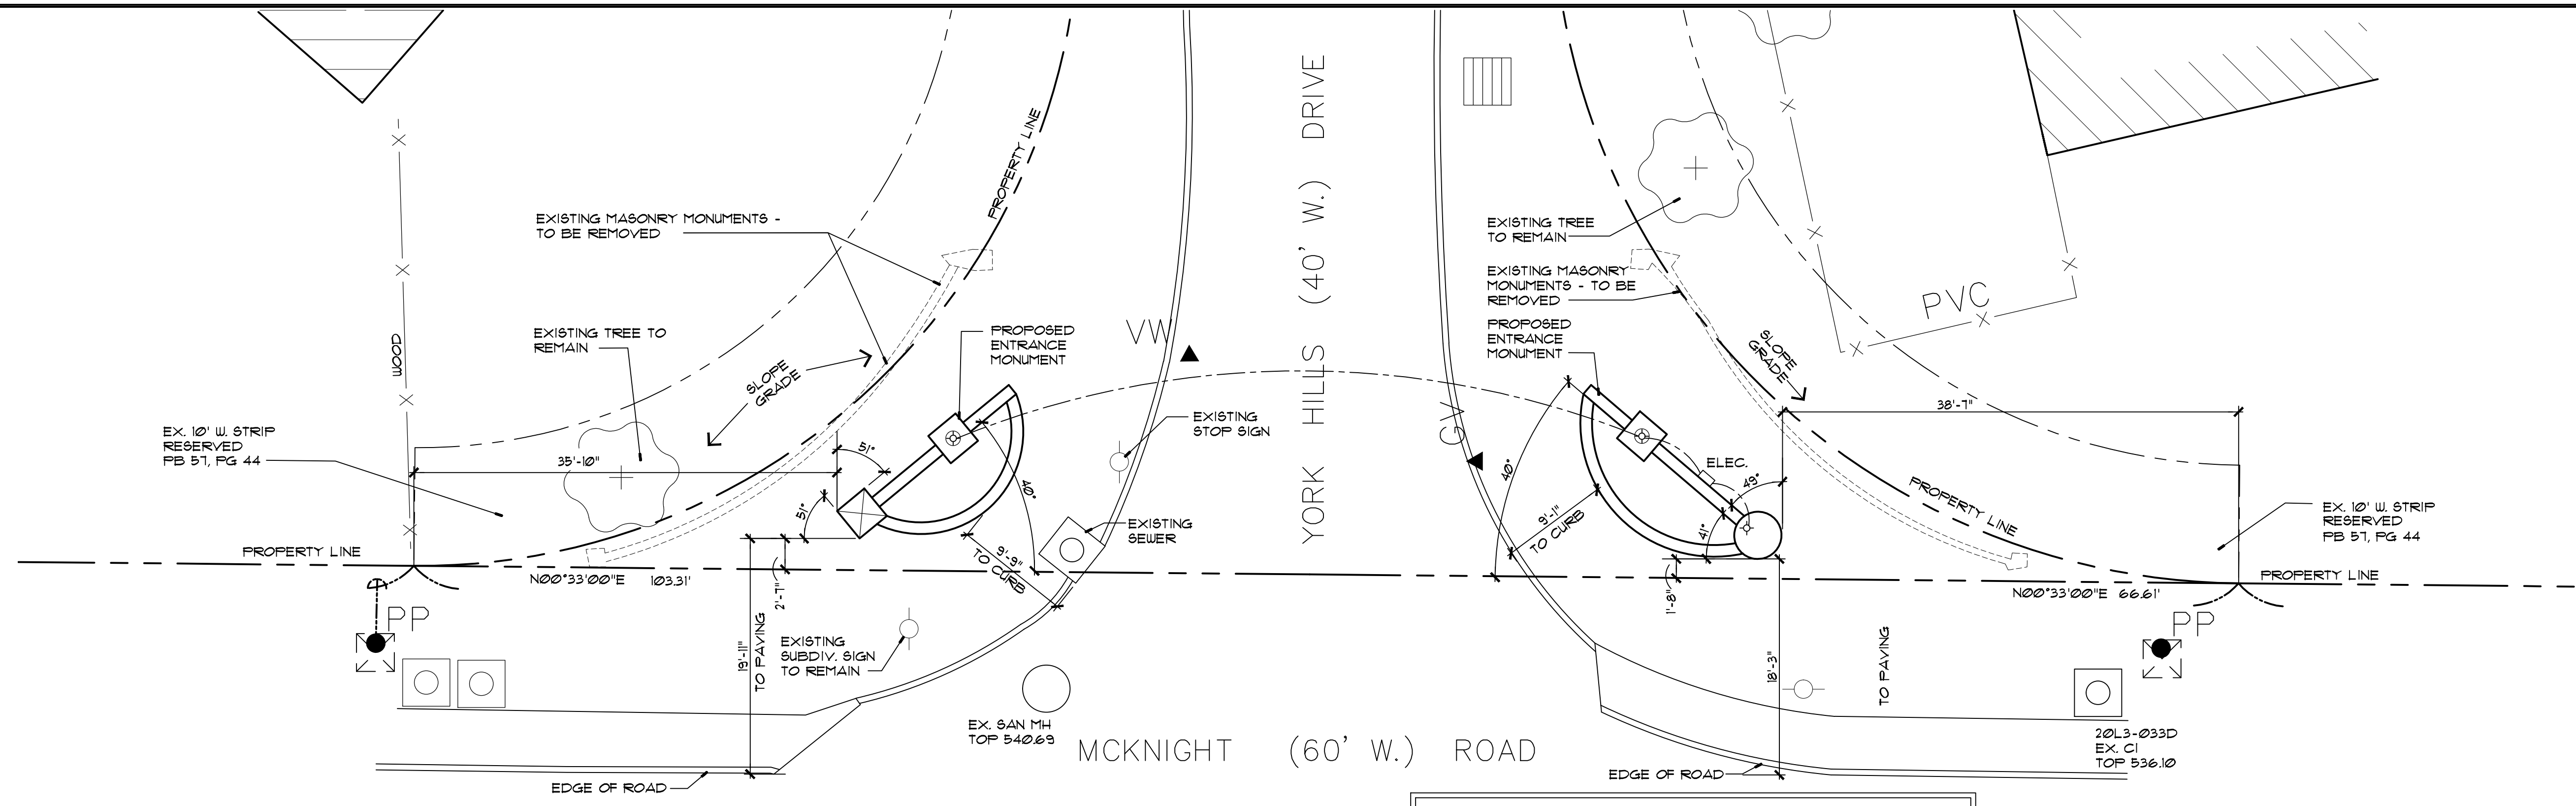 EXISTING MASONRY MONUMENTS -
TO BE REMOVED
PROPERTY LINE
EXISTING TREE TO
REMAIN
WOOD
SLOPE
GRADE
PROPOSED
ENTRANCE
MONUMENT
VW
EXISTING
STOP SIGN
EX. 10' W. STRIP
RESERVED
PB 57, PG 44
35'-10"
51°
51°
40°
EXISTING
SEWER
9'-9"
TO CURB
PROPERTY LINE
N00°33'00"E 103.31'
2'-7"
19'-11"
TO PAVING
PP
EXISTING
SUBDIV. SIGN
TO REMAIN
EX. SAN MH
TOP 540.69
EDGE OF ROAD
MCKNIGHT (60' W.) ROAD
YORK HILLS (40' W.) DRIVE
EXISTING TREE
TO REMAIN
EXISTING MASONRY
MONUMENTS - TO BE
REMOVED
PROPOSED
ENTRANCE
MONUMENT
GV
PVC
SLOPE
GRADE
38'-7"
40°
ELEC.
49°
41°
9'-1"
TO CURB
PROPERTY LINE
EX. 10' W. STRIP
RESERVED
PB 57, PG 44
PROPERTY LINE
N00°33'00"E 66.61'
1'-8"
18'-3"
TO PAVING
PP
20L3-033D
EX. CI
TOP 536.10
EDGE OF ROAD